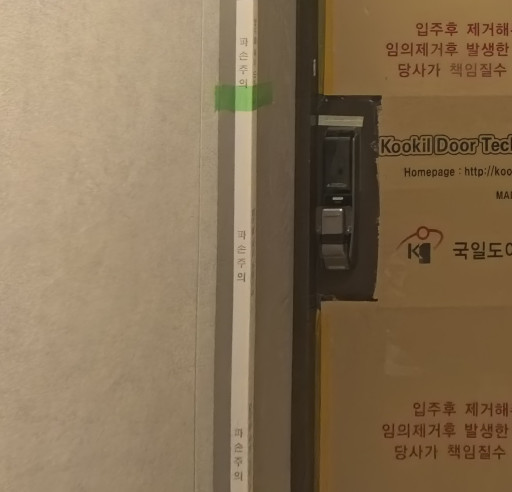 파손주의
파손주의
파손주의
입주후 제거해
임의제거후 발생한
당사가 책임질수
Kookil Door Tec
Homepage : http://koo
MA
국일도어
입주후 제거해
임의제거후 발생한
당사가 책임질수